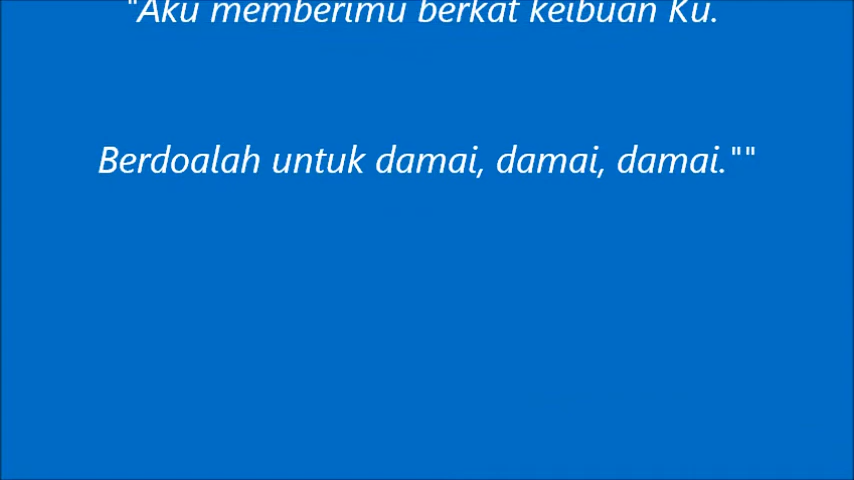 "Aku memberimu berkat keibuan Ku.
Berdoalah untuk damai, damai, damai.""